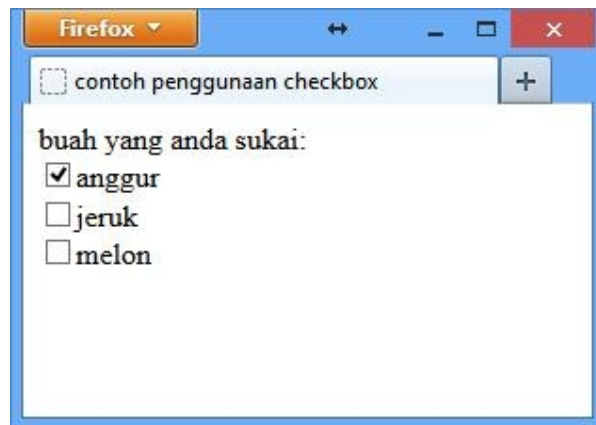 Firefox
contoh penggunaan checkbox
buah yang anda sukai:
anggur
jeruk
melon